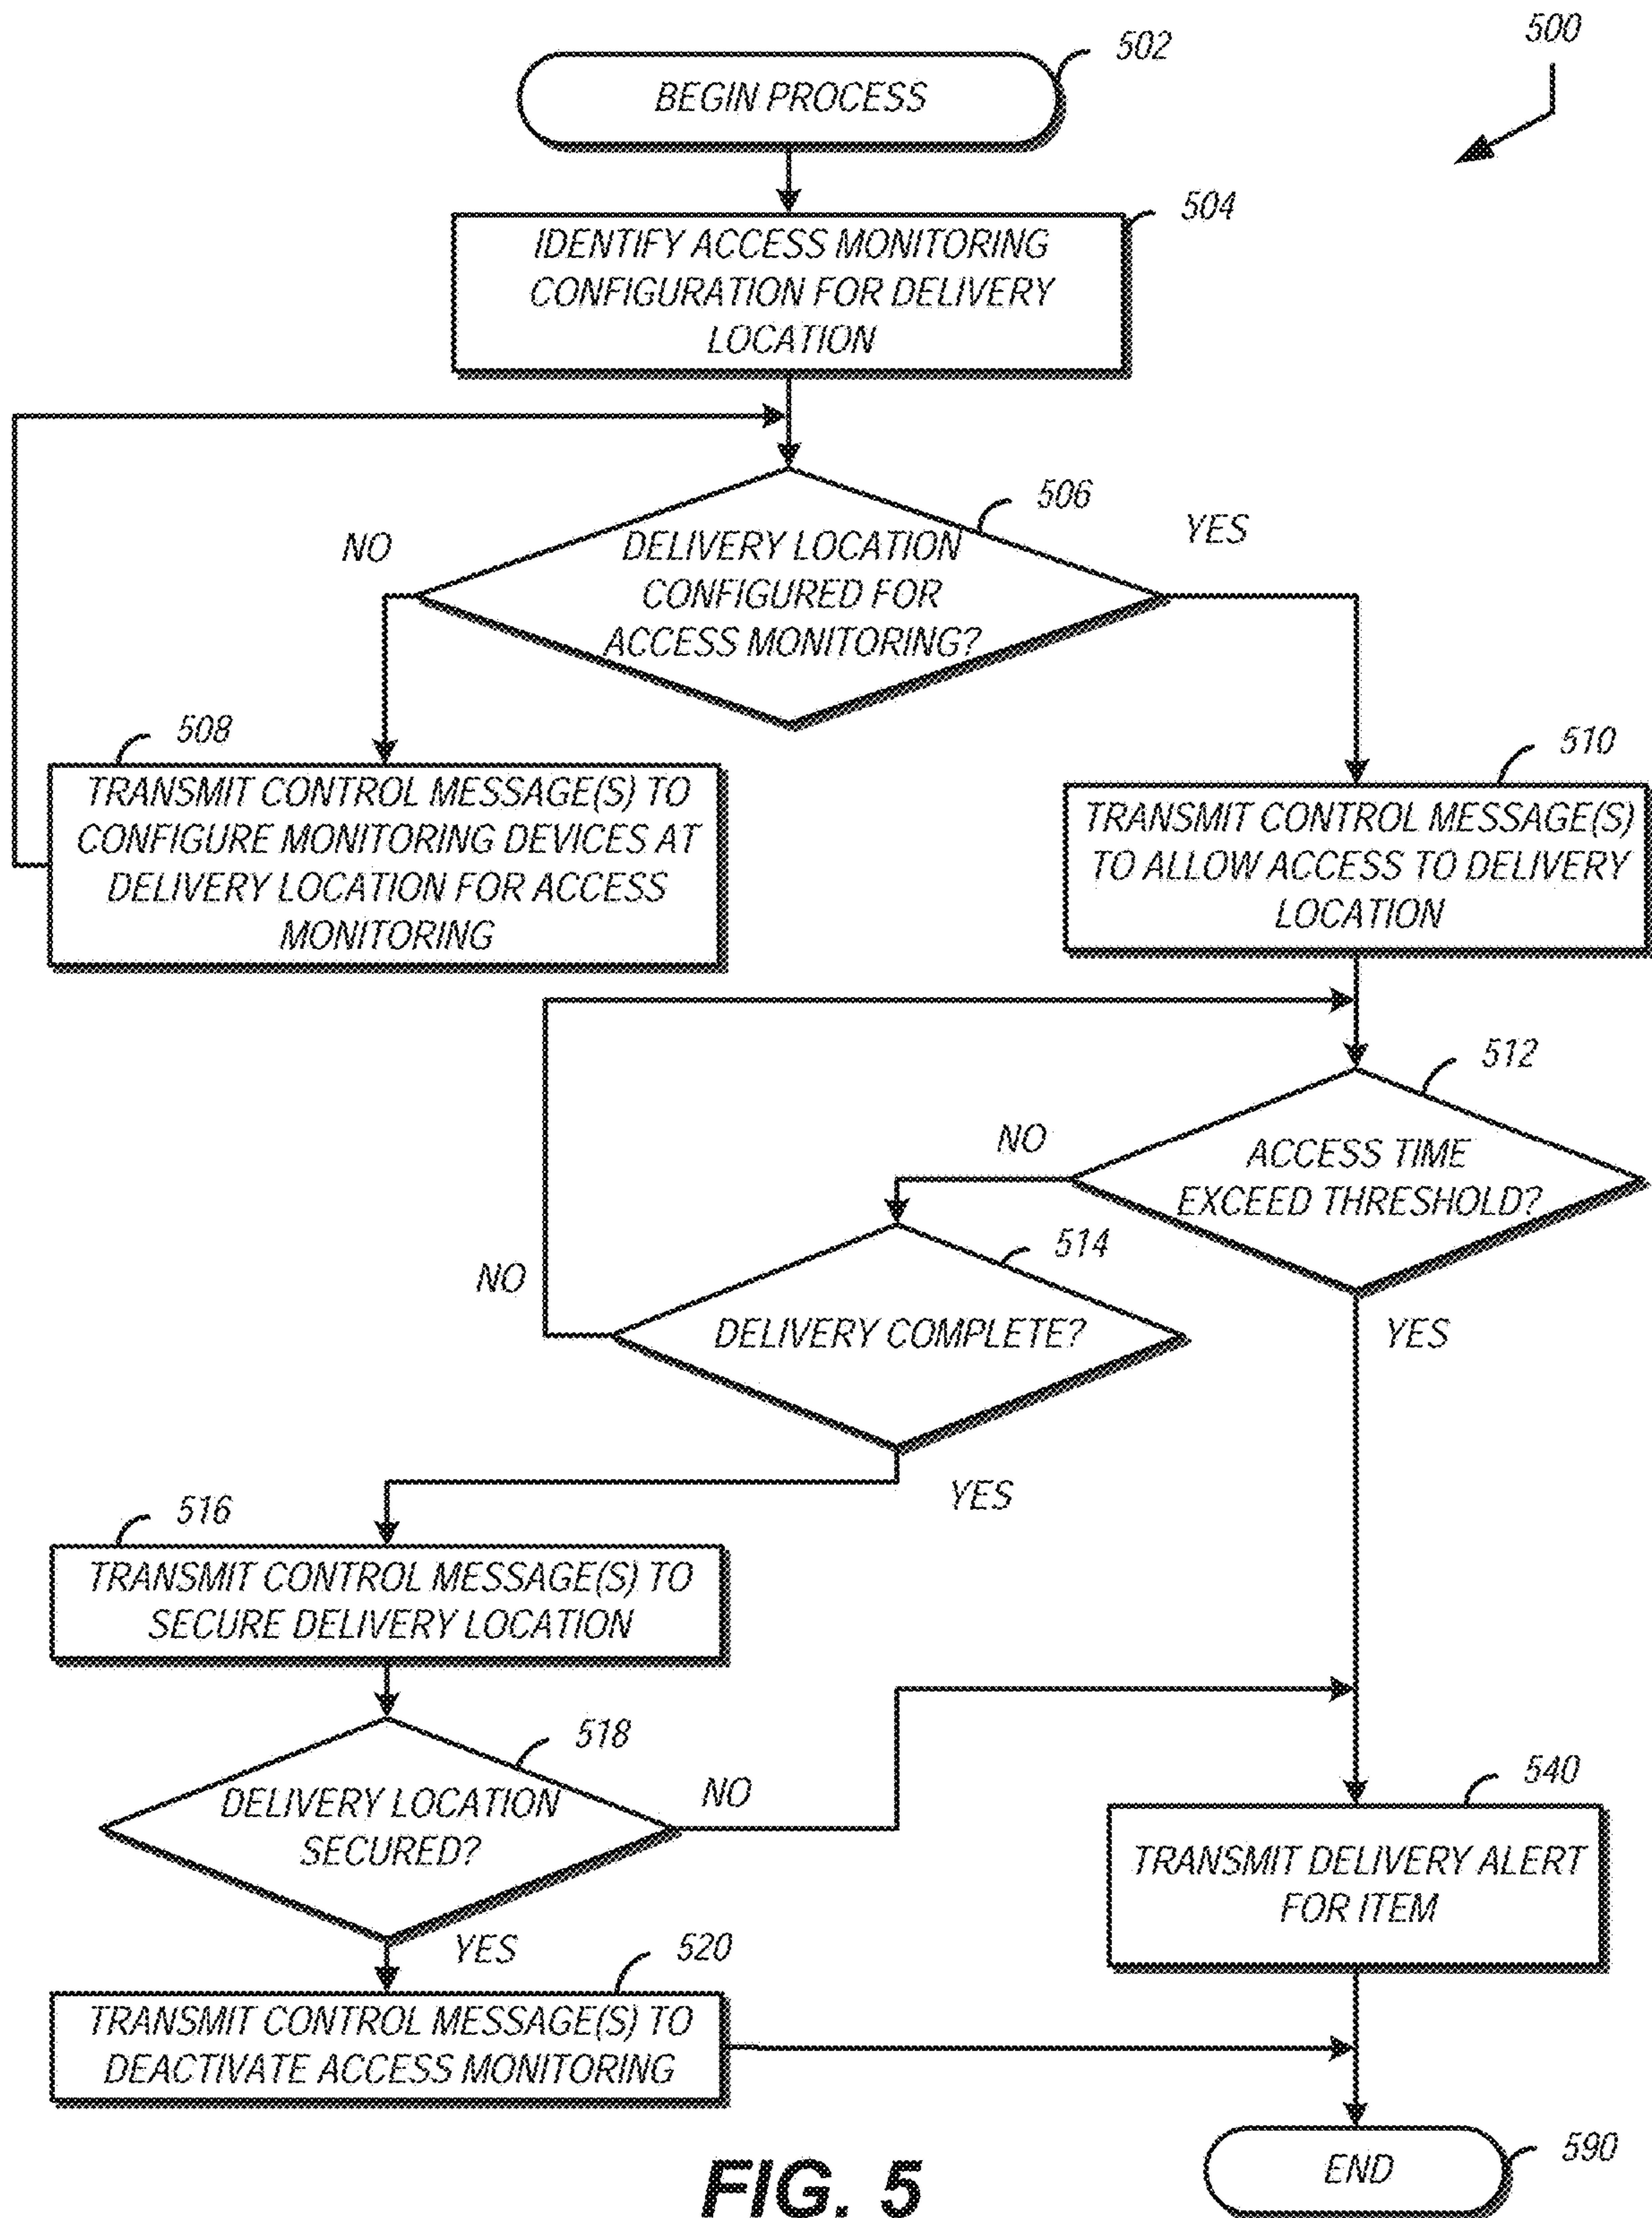 500
502
BEGIN PROCESS
504
IDENTIFY ACCESS MONITORING
CONFIGURATION FOR DELIVERY
LOCATION
506
NO
YES
DELIVERY LOCATION
CONFIGURED FOR
ACCESS MONITORING?
508
TRANSMIT CONTROL MESSAGE(S) TO
CONFIGURE MONITORING DEVICES AT
DELIVERY LOCATION FOR ACCESS
MONITORING
510
TRANSMIT CONTROL MESSAGE(S)
TO ALLOW ACCESS TO DELIVERY
LOCATION
512
NO
ACCESS TIME
EXCEED THRESHOLD?
YES
514
NO
DELIVERY COMPLETE?
YES
516
TRANSMIT CONTROL MESSAGE(S) TO
SECURE DELIVERY LOCATION
518
NO
DELIVERY LOCATION
SECURED?
YES
540
TRANSMIT DELIVERY ALERT
FOR ITEM
520
TRANSMIT CONTROL MESSAGE(S) TO
DEACTIVATE ACCESS MONITORING
END
590
FIG. 5